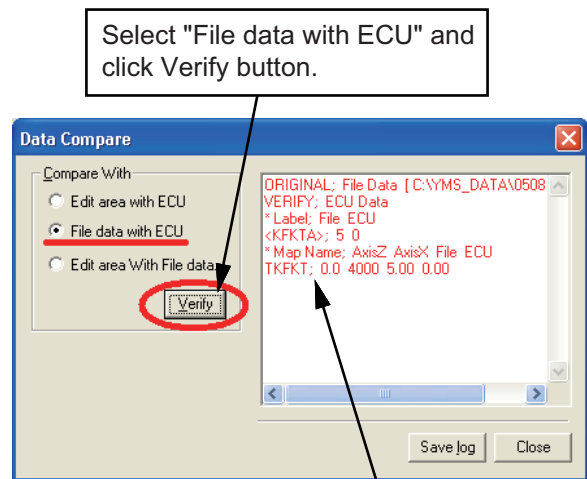 Select "File data with ECU" and
click Verify button.
Data Compare
Compare With
Edit area with ECU
File data with ECU
Edit area With File data
Verify
ORIGINAL; File Data [ C:\YMS_DATA\0508
VERIFY; ECU Data
* Label; File ECU
<KFKTA>; 5 0
* Map Name; AxisZ AxisX File ECU
TKFKT; 0.0 4000 5.00 0.00
Save log
Close